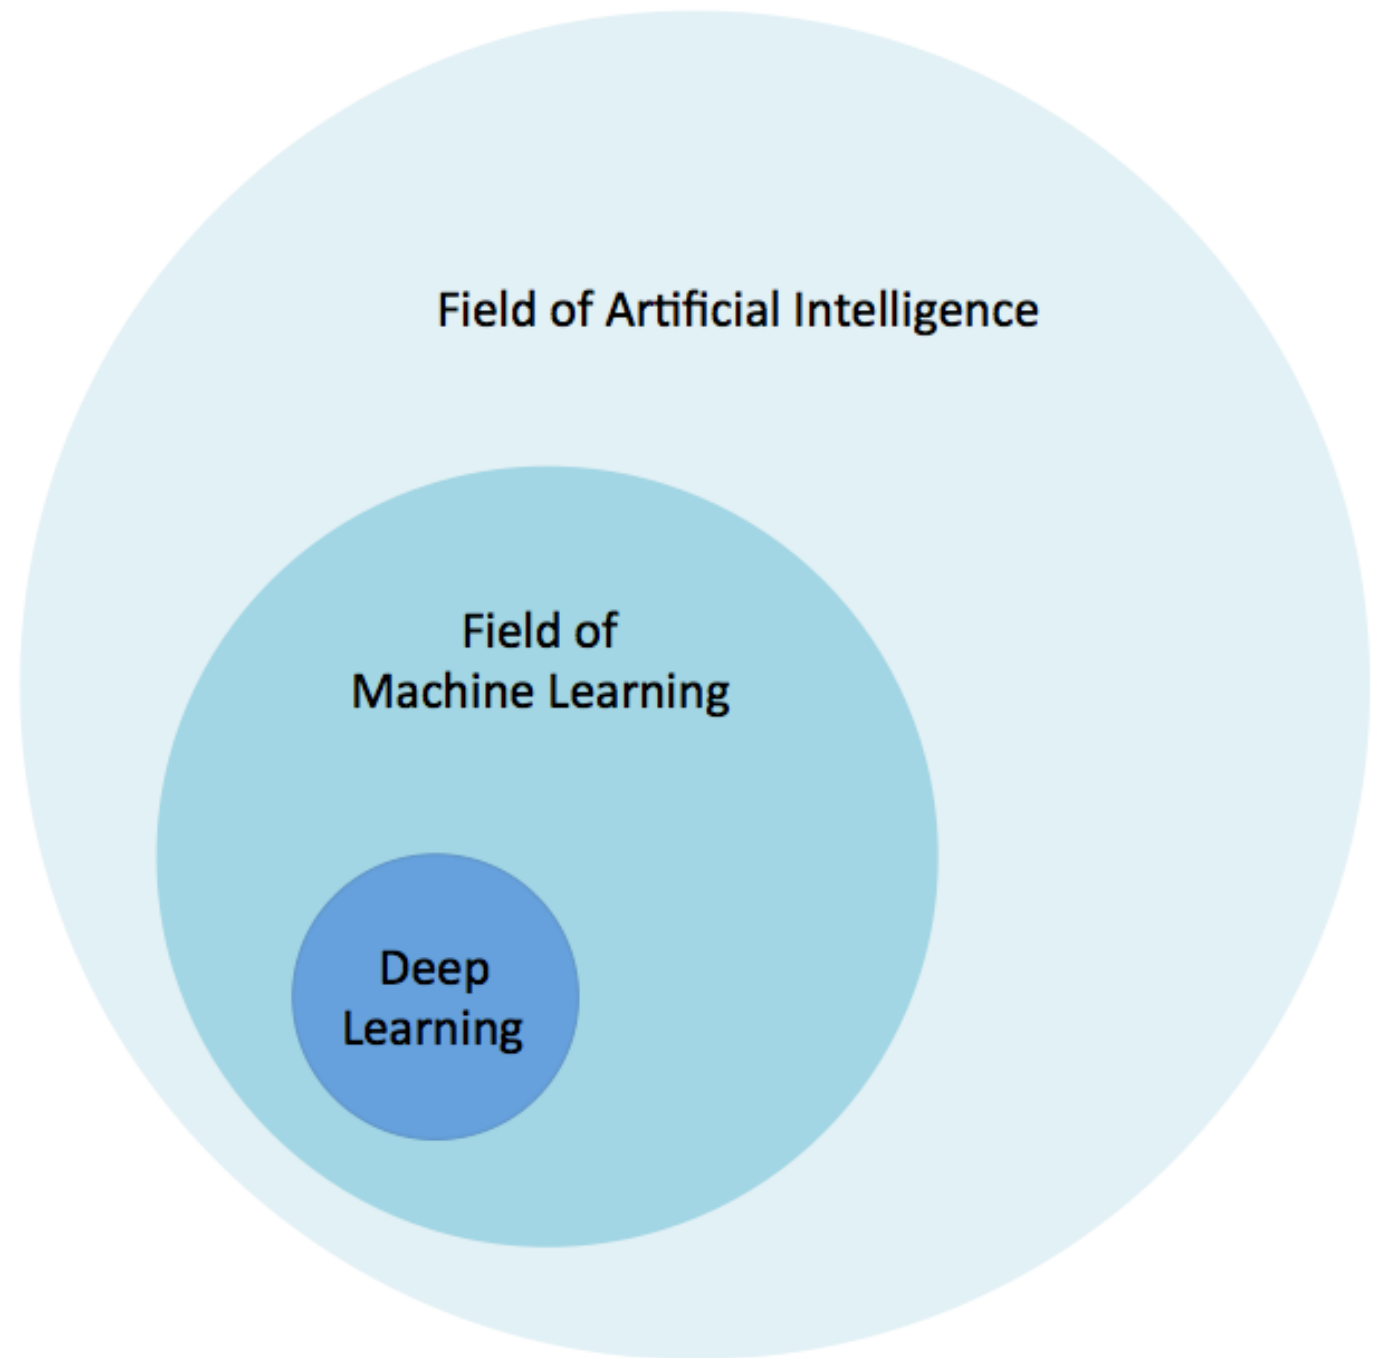 Field of Artificial Intelligence
Field of
Machine Learning
Deep
Learning